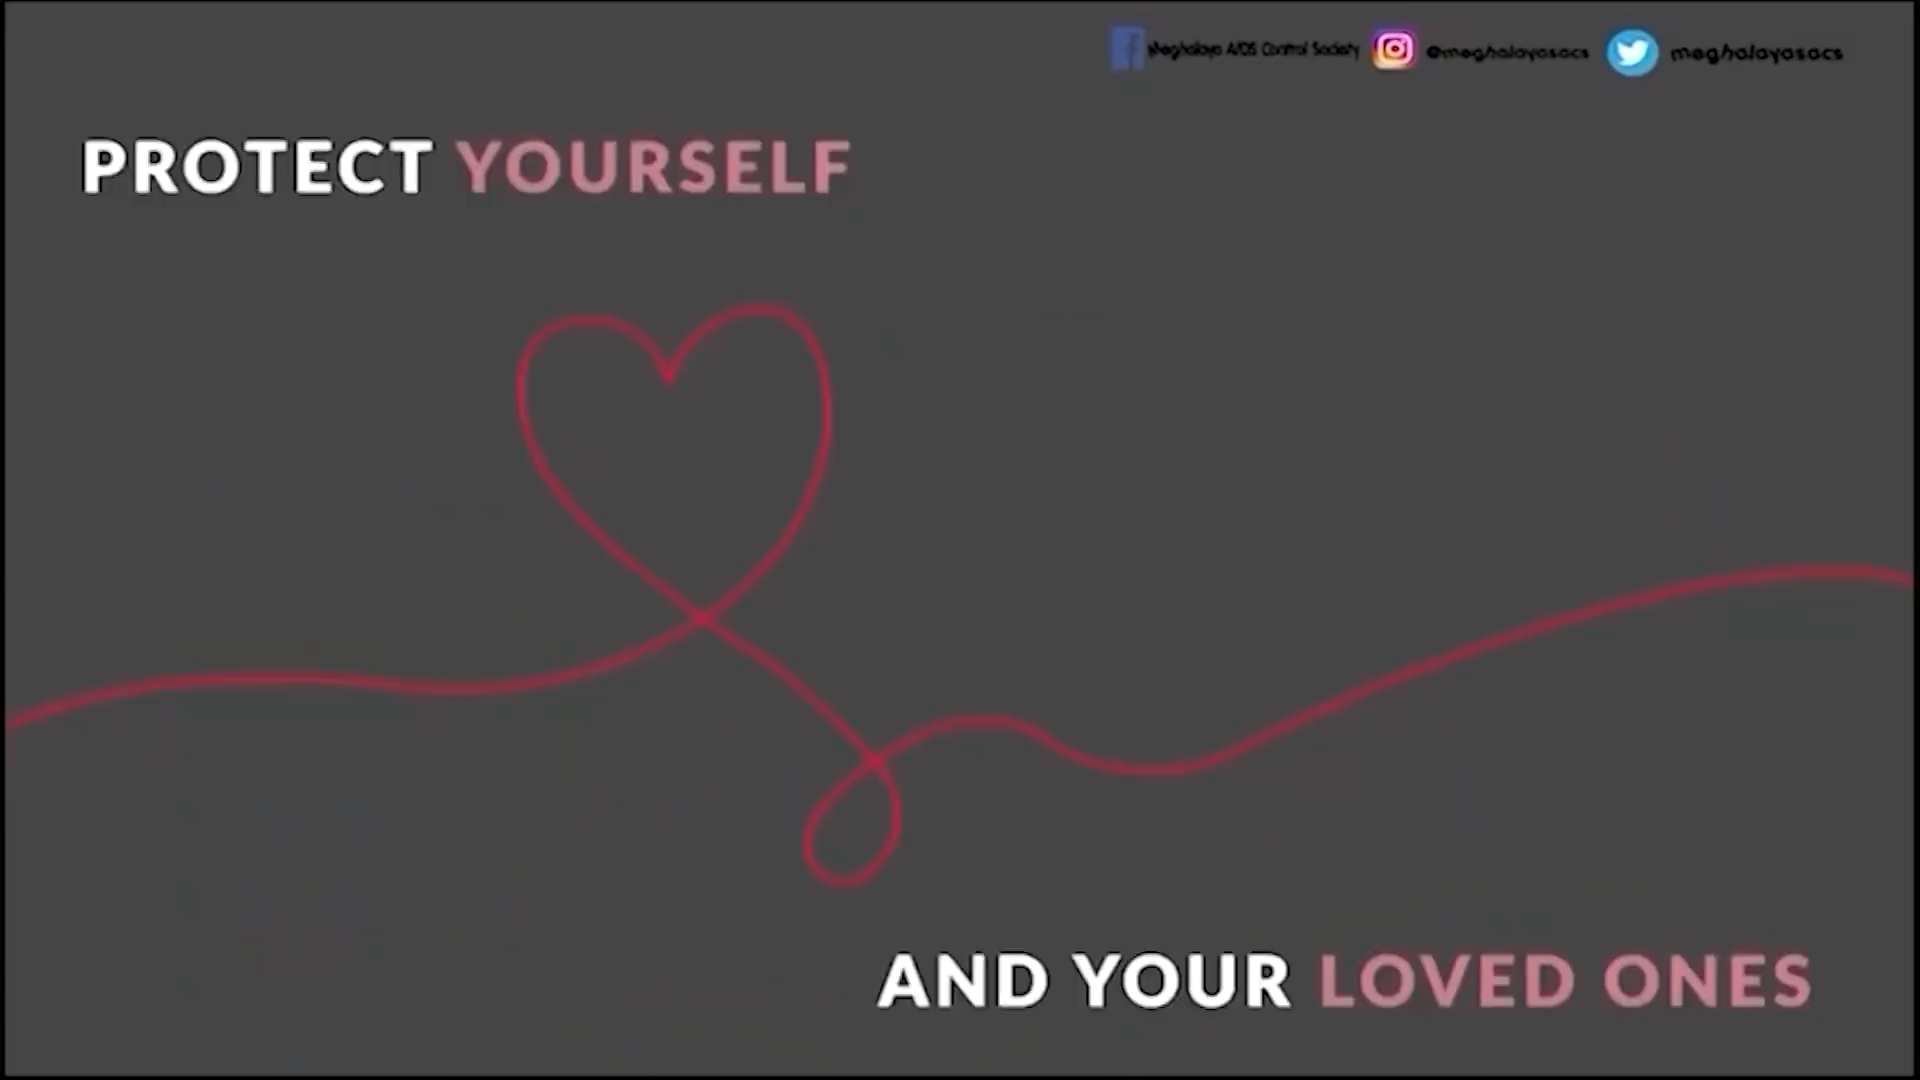 Meghalaya AIDS Control Society @meghalayasacs meghalayasacs
PROTECT YOURSELF
AND YOUR LOVED ONES